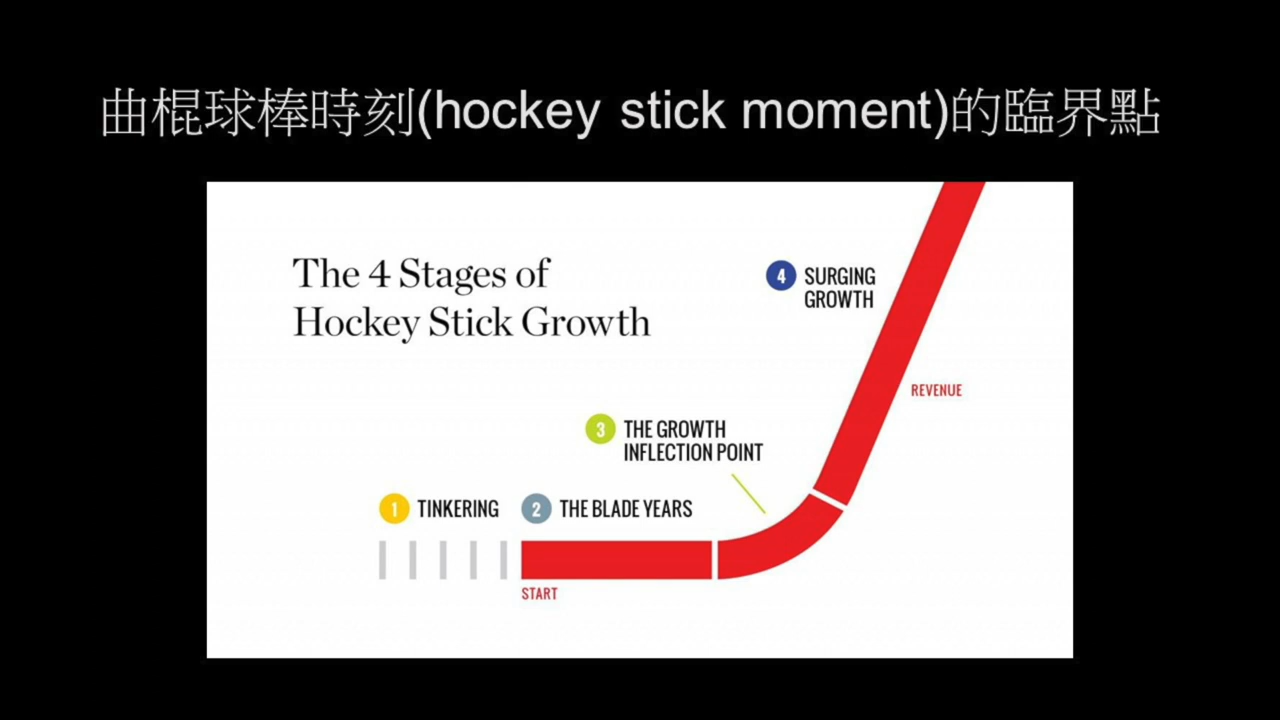 曲棍球棒時刻(hockey stick moment)的臨界點
The 4 Stages of
Hockey Stick Growth
4 SURGING
GROWTH
REVENUE
3 THE GROWTH
INFLECTION POINT
1 TINKERING
2 THE BLADE YEARS
START